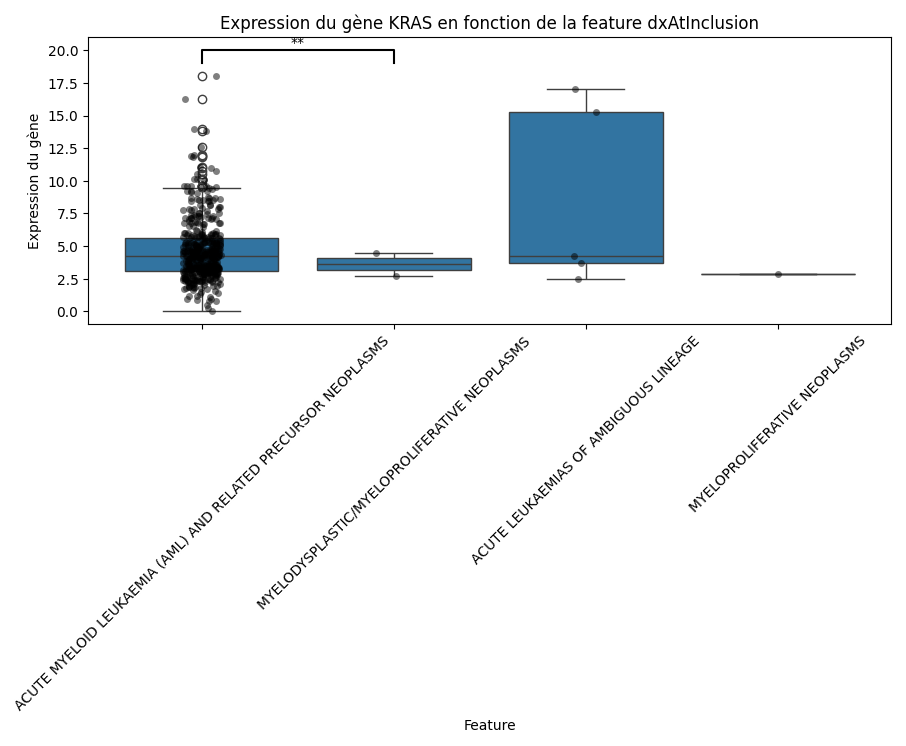 Expression du gène KRAS en fonction de la feature dxAtInclusion
**
20.0
17.5
15.0
12.5
10.0
7.5
5.0
2.5
0.0
Expression du gène
ACUTE MYELOID LEUKAEMIA (AML) AND RELATED PRECURSOR NEOPLASMS
MYELODYSPLASTIC/MYELOPROLIFERATIVE NEOPLASMS
ACUTE LEUKAEMIAS OF AMBIGUOUS LINEAGE
MYELOPROLIFERATIVE NEOPLASMS
Feature